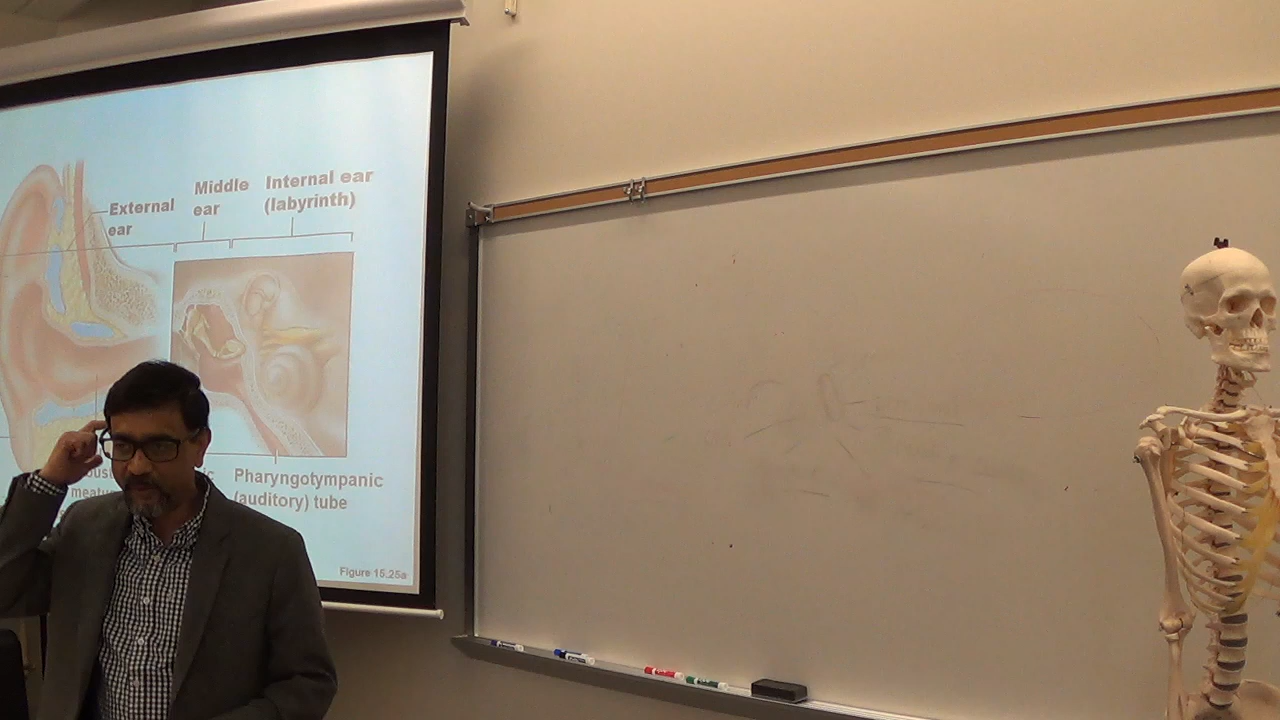 External
ear
Middle
ear
Internal ear
(labyrinth)
Pharyngotympanic
(auditory) tube
Figure 15.25a